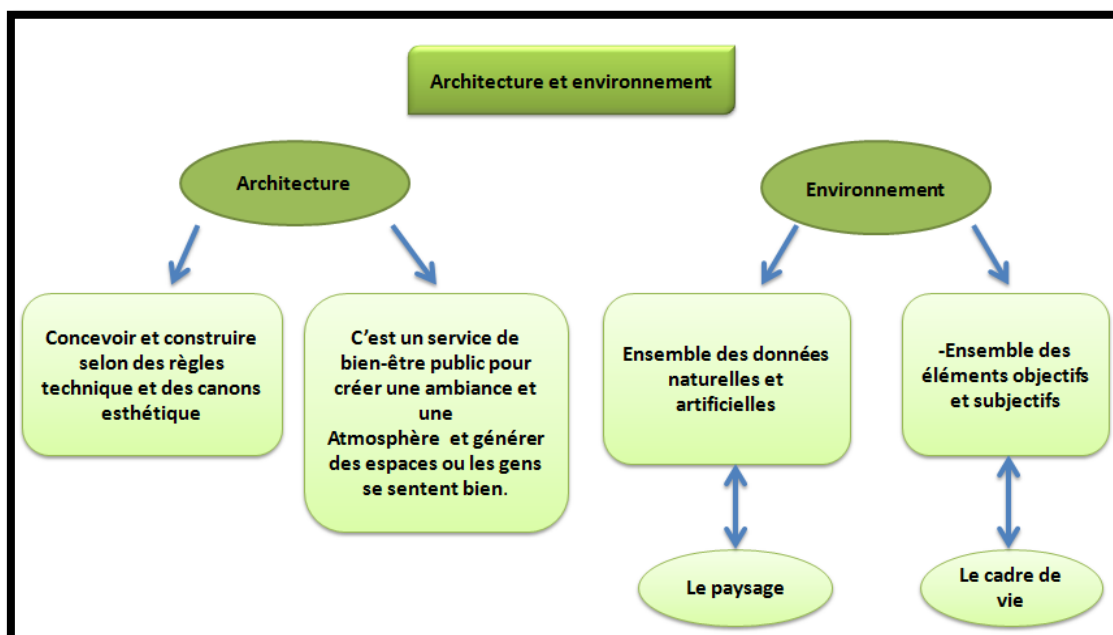 Architecture et environnement
Architecture
Environnement
Concevoir et construire
selon des règles
technique et des canons
esthétique
C'est un service de
bien-être public pour
créer une ambiance et
une
Atmosphère et générer
des espaces ou les gens
se sentent bien.
Ensemble des données
naturelles et
artificielles
-Ensemble des
éléments objectifs
et subjectifs
Le paysage
Le cadre de
vie